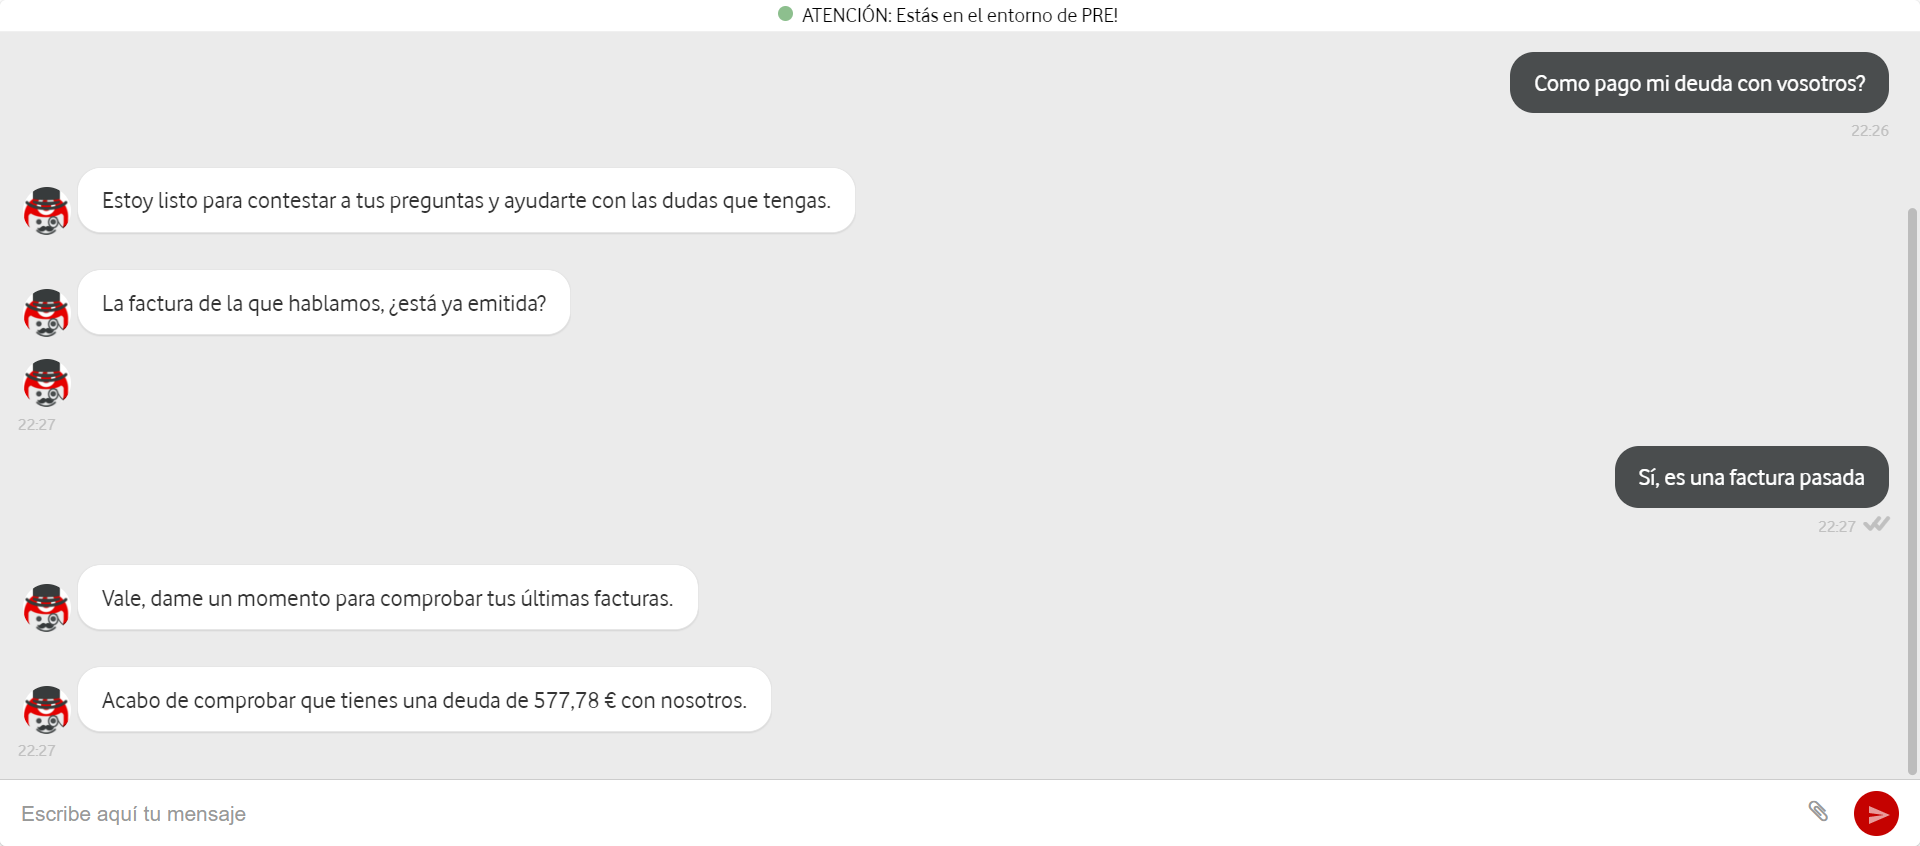 ATENCIÓN: Estás en el entorno de PRE!
Como pago mi deuda con vosotros?
22:26
Estoy listo para contestar a tus preguntas y ayudarte con las dudas que tengas.
La factura de la que hablamos, ¿está ya emitida?
22:27
Sí, es una factura pasada
22:27
Vale, dame un momento para comprobar tus últimas facturas.
Acabo de comprobar que tienes una deuda de 577,78 € con nosotros.
22:27
Escribe aquí tu mensaje